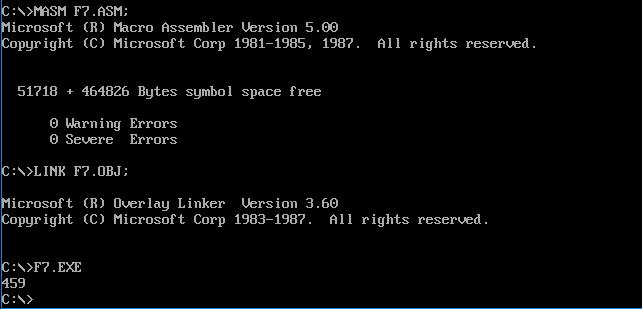 C:\>MASM F7.ASM;
Microsoft (R) Macro Assembler Version 5.00
Copyright (C) Microsoft Corp 1981-1985, 1987.  All rights reserved.
51718 + 464826 Bytes symbol space free
0 Warning Errors
0 Severe  Errors
C:\>LINK F7.OBJ;
Microsoft (R) Overlay Linker  Version 3.60
Copyright (C) Microsoft Corp 1983-1987.  All rights reserved.
C:\>F7.EXE
459
C:\>